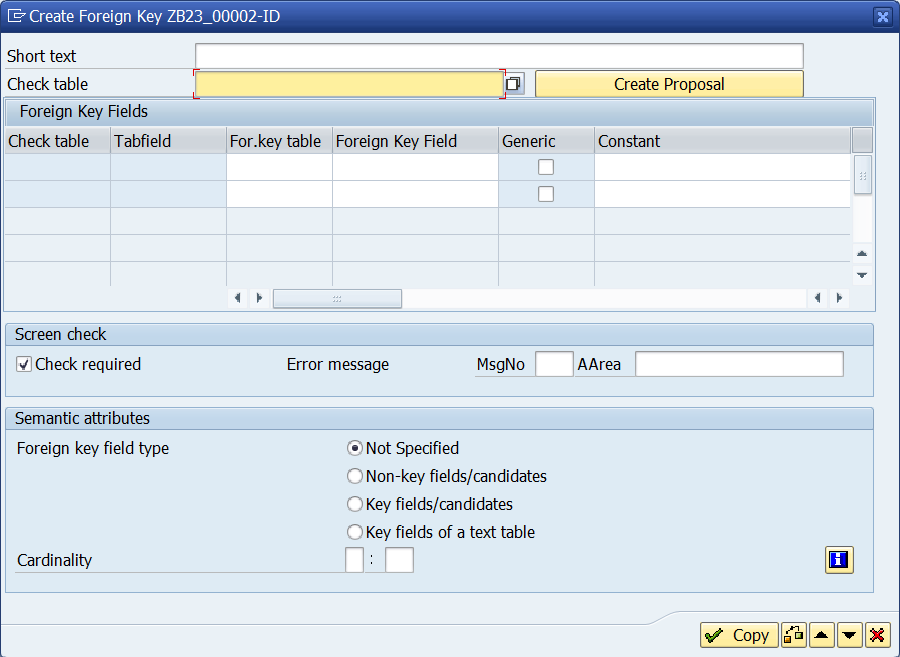 Create Foreign Key ZB23_00002-ID
Short text
Check table Create Proposal
Foreign Key Fields
Check table Tabfield For.key table Foreign Key Field Generic Constant
Screen check
Check required Error message MsgNo AArea
Semantic attributes
Foreign key field type Not Specified
Non-key fields/candidates
Key fields/candidates
Key fields of a text table
Cardinality :
Copy